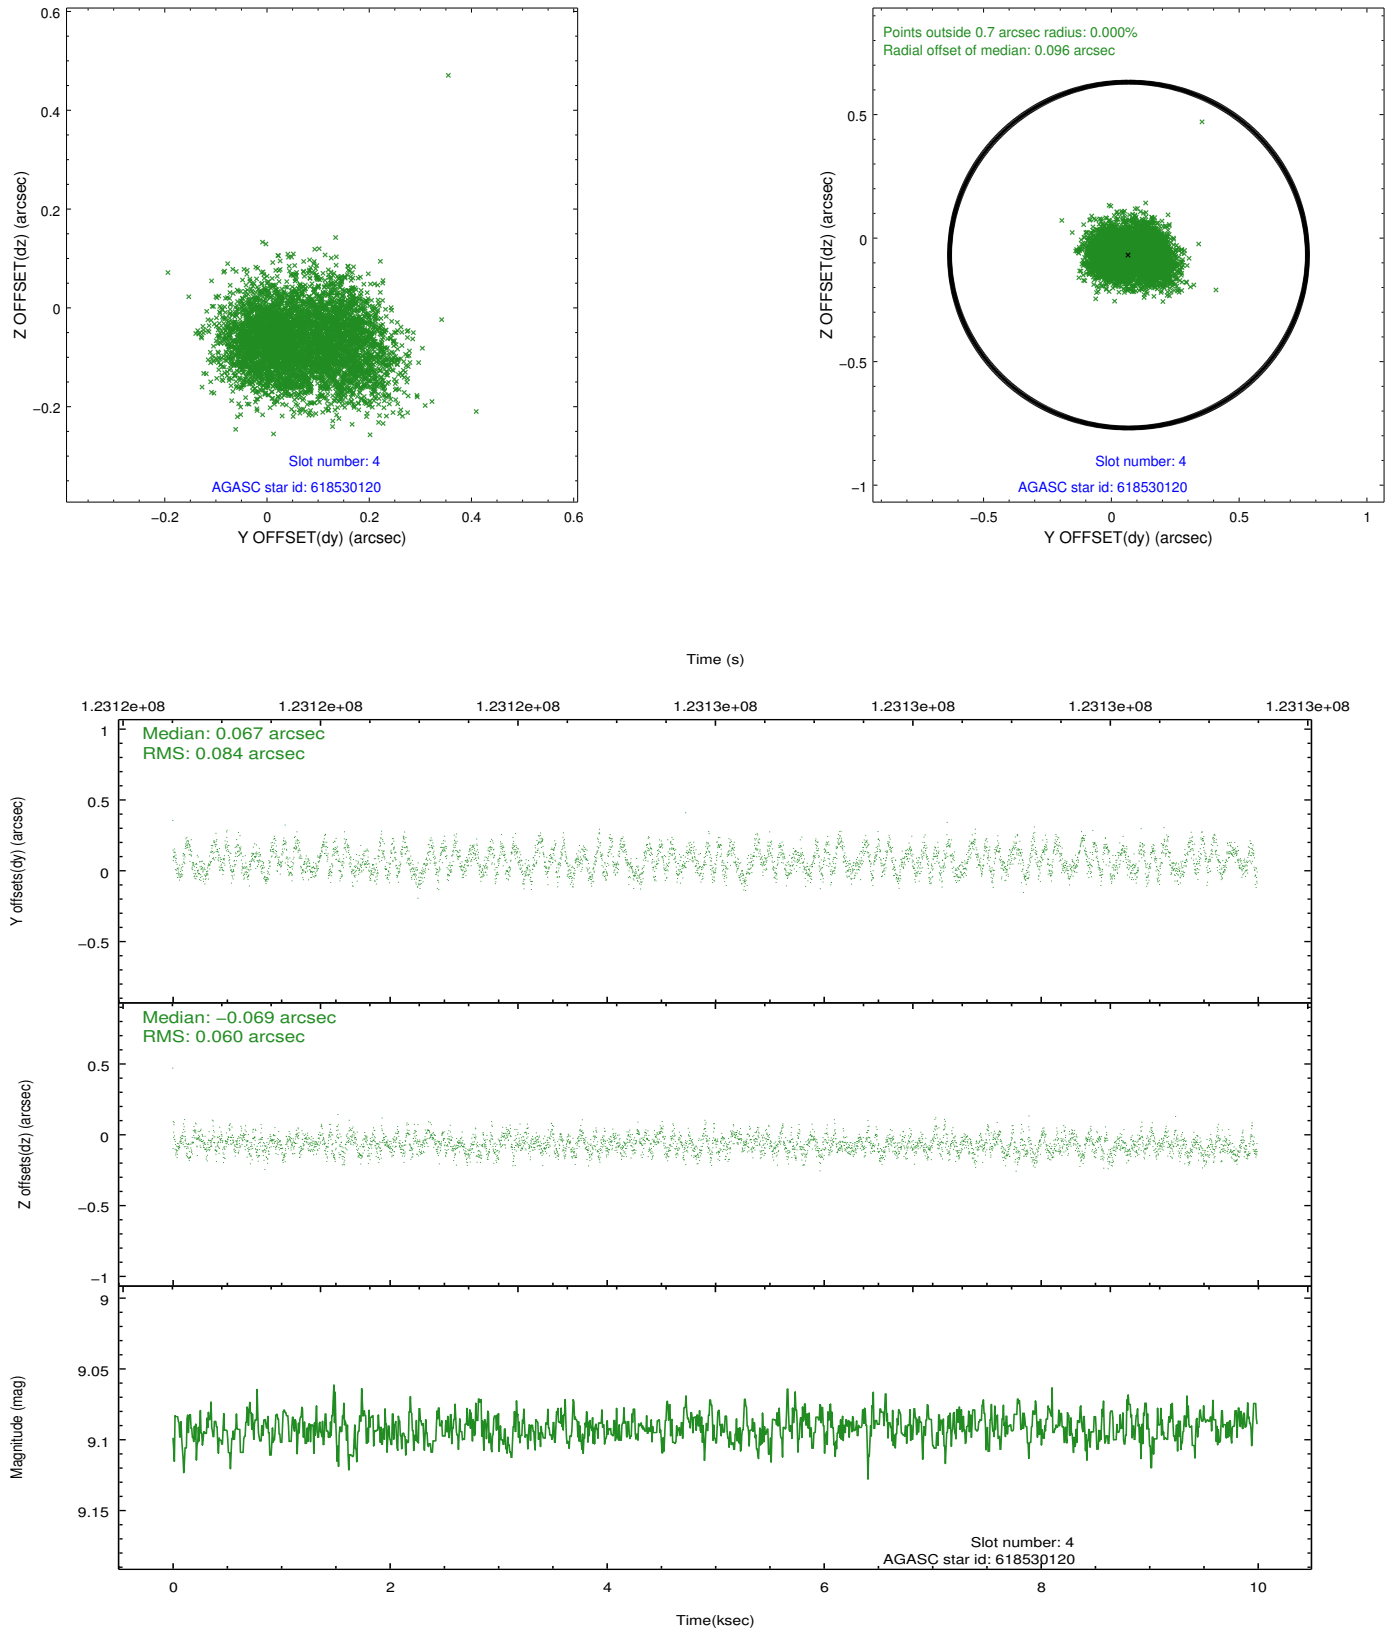 0.6
0.4
0.2
0
−0.2
−0.2
0
0.2
0.4
0.6
Z OFFSET(dz) (arcsec)
Y OFFSET(dy) (arcsec)
Slot number: 4
AGASC star id: 618530120
Points outside 0.7 arcsec radius: 0.000%
Radial offset of median: 0.096 arcsec
0.5
0
−0.5
−1
−0.5
0
0.5
1
Z OFFSET(dz) (arcsec)
Y OFFSET(dy) (arcsec)
Slot number: 4
AGASC star id: 618530120
Time (s)
1.2312e+08
1.2312e+08
1.2312e+08
1.2313e+08
1.2313e+08
1.2313e+08
1.2313e+08
Median: 0.067 arcsec
RMS: 0.084 arcsec
1
0.5
0
−0.5
Y offsets(dy) (arcsec)
Median: −0.069 arcsec
RMS: 0.060 arcsec
0.5
0
−0.5
−1
Z offsets(dz) (arcsec)
9
9.05
9.1
9.15
Magnitude (mag)
Slot number: 4
AGASC star id: 618530120
0
2
4
6
8
10
Time(ksec)